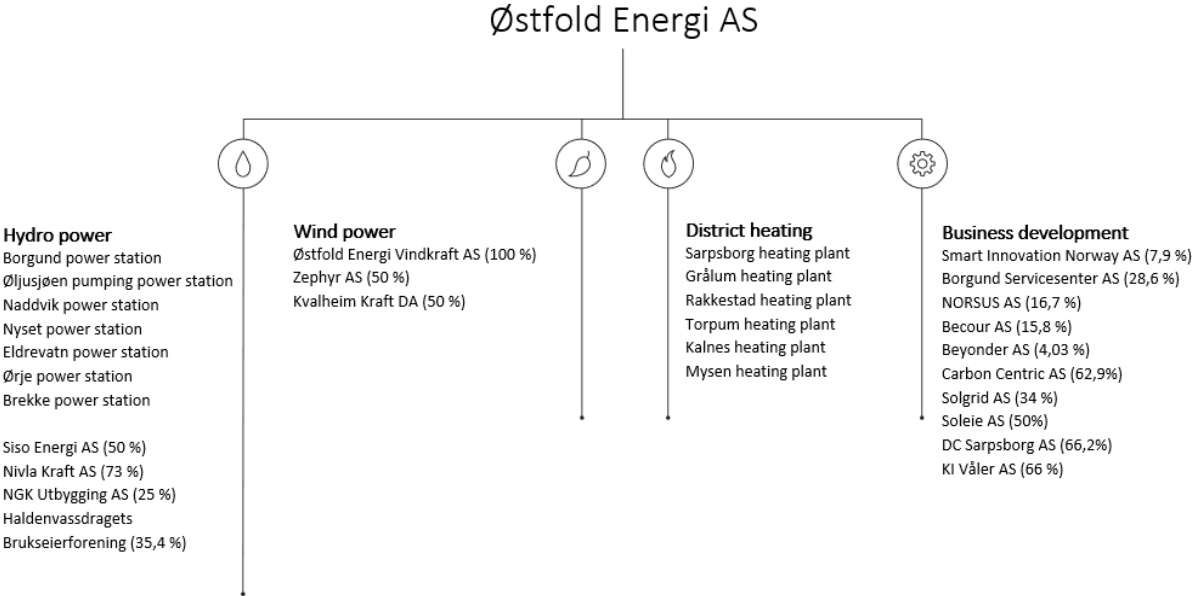 Østfold Energi AS
Hydro power
Borgund power station
Øljusjøen pumping power station
Naddvik power station
Nyset power station
Eldrevatn power station
Ørje power station
Brekke power station
Siso Energi AS (50 %)
Nivla Kraft AS (73 %)
NGK Utbygging AS (25 %)
Haldenvassdragets
Brukseierforening (35,4 %)
Wind power
Østfold Energi Vindkraft AS (100 %)
Zephyr AS (50 %)
Kvalheim Kraft DA (50 %)
District heating
Sarpsborg heating plant
Grålum heating plant
Rakkestad heating plant
Torpum heating plant
Kalnes heating plant
Mysen heating plant
Business development
Smart Innovation Norway AS (7,9 %)
Borgund Servicesenter AS (28,6 %)
NORSUS AS (16,7 %)
Becour AS (15,8 %)
Beyonder AS (4,03 %)
Carbon Centric AS (62,9%)
Solgrid AS (34 %)
Soleie AS (50%)
DC Sarpsborg AS (66,2%)
KI Våler AS (66 %)